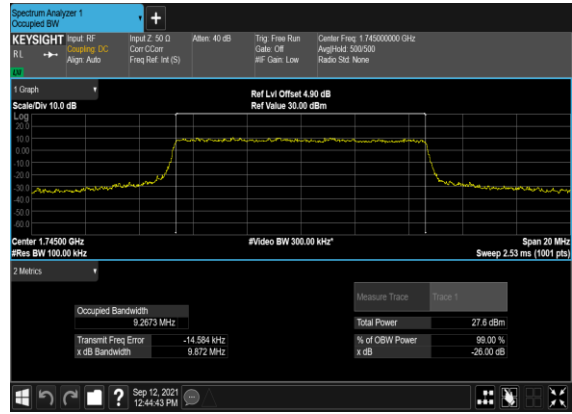 Spectrum Analyzer 1
Occupied BW
KEYSIGHT Input: RF Input Z: 50 Ω Atten: 40 dB Trig: Free Run Center Freq: 1.745000000 GHz
RL Coupling: DC Corr CCorr Gate: Off Avg|Hold: 500/500
Align: Auto Freq Ref: Int (S) #IF Gain: Low Radio Std: None
1 Graph
Ref Lvl Offset 4.90 dB
Scale/Div 10.0 dB Ref Value 30.00 dBm
Log
20.0
10.0
0.00
-10.0
-20.0
-30.0
-40.0
-50.0
-60.0
Center 1.74500 GHz #Video BW 300.00 kHz* Span 20 MHz
#Res BW 100.00 kHz Sweep 2.53 ms (1001 pts)
2 Metrics
Measure Trace Trace 1
Occupied Bandwidth
9.2673 MHz Total Power 27.6 dBm
Transmit Freq Error -14.584 kHz % of OBW Power 99.00 %
x dB Bandwidth 9.872 MHz x dB -26.00 dB
? Sep 12, 2021
12:44:43 PM